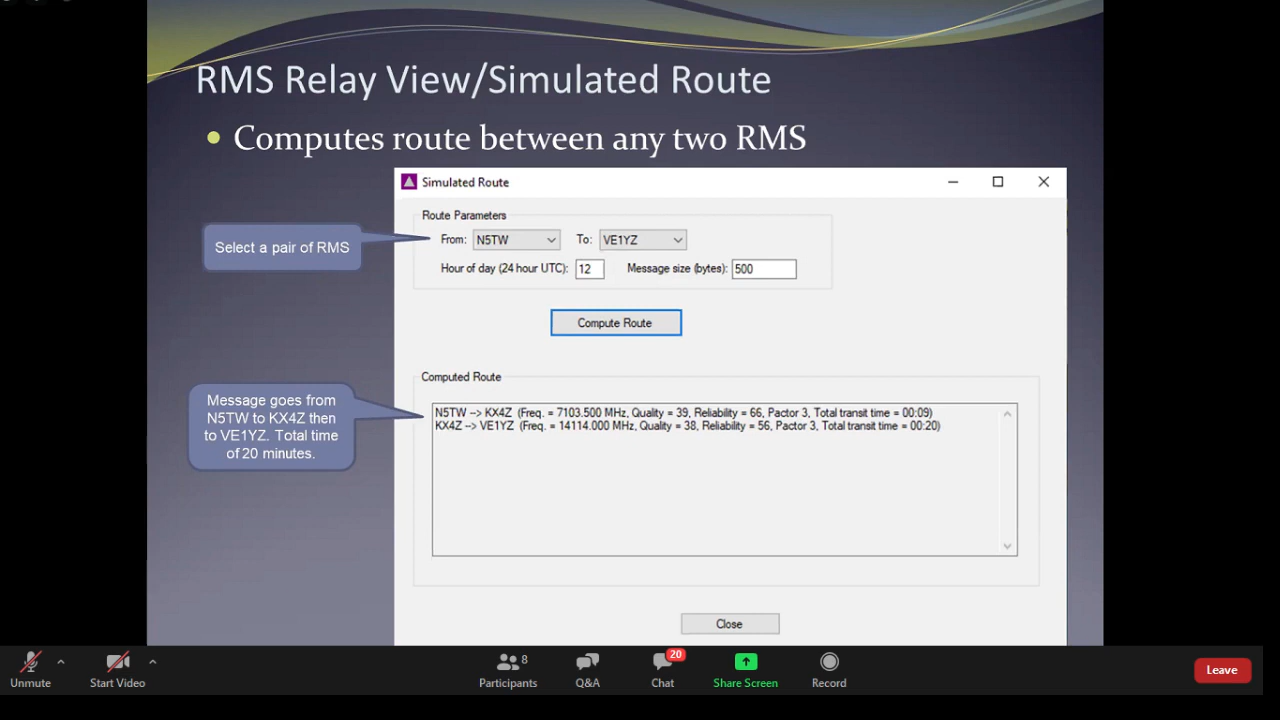 RMS Relay View/Simulated Route
• Computes route between any two RMS
Simulated Route
Route Parameters
Select a pair of RMS
From: N5TW To: VE1YZ
Hour of day (24 hour UTC): 12 Message size (bytes): 500
Compute Route
Computed Route
Message goes from
N5TW to KX4Z then
to VE1YZ. Total time
of 20 minutes.
N5TW --> KX4Z (Freq. = 7103.500 MHz, Quality = 39, Reliability = 66, Pactor 3, Total transit time = 00:09)
KX4Z --> VE1YZ (Freq. = 14114.000 MHz, Quality = 38, Reliability = 56, Pactor 3, Total transit time = 00:20)
Close
8
20
Unmute Start Video Participants Q&A Chat Share Screen Record Leave